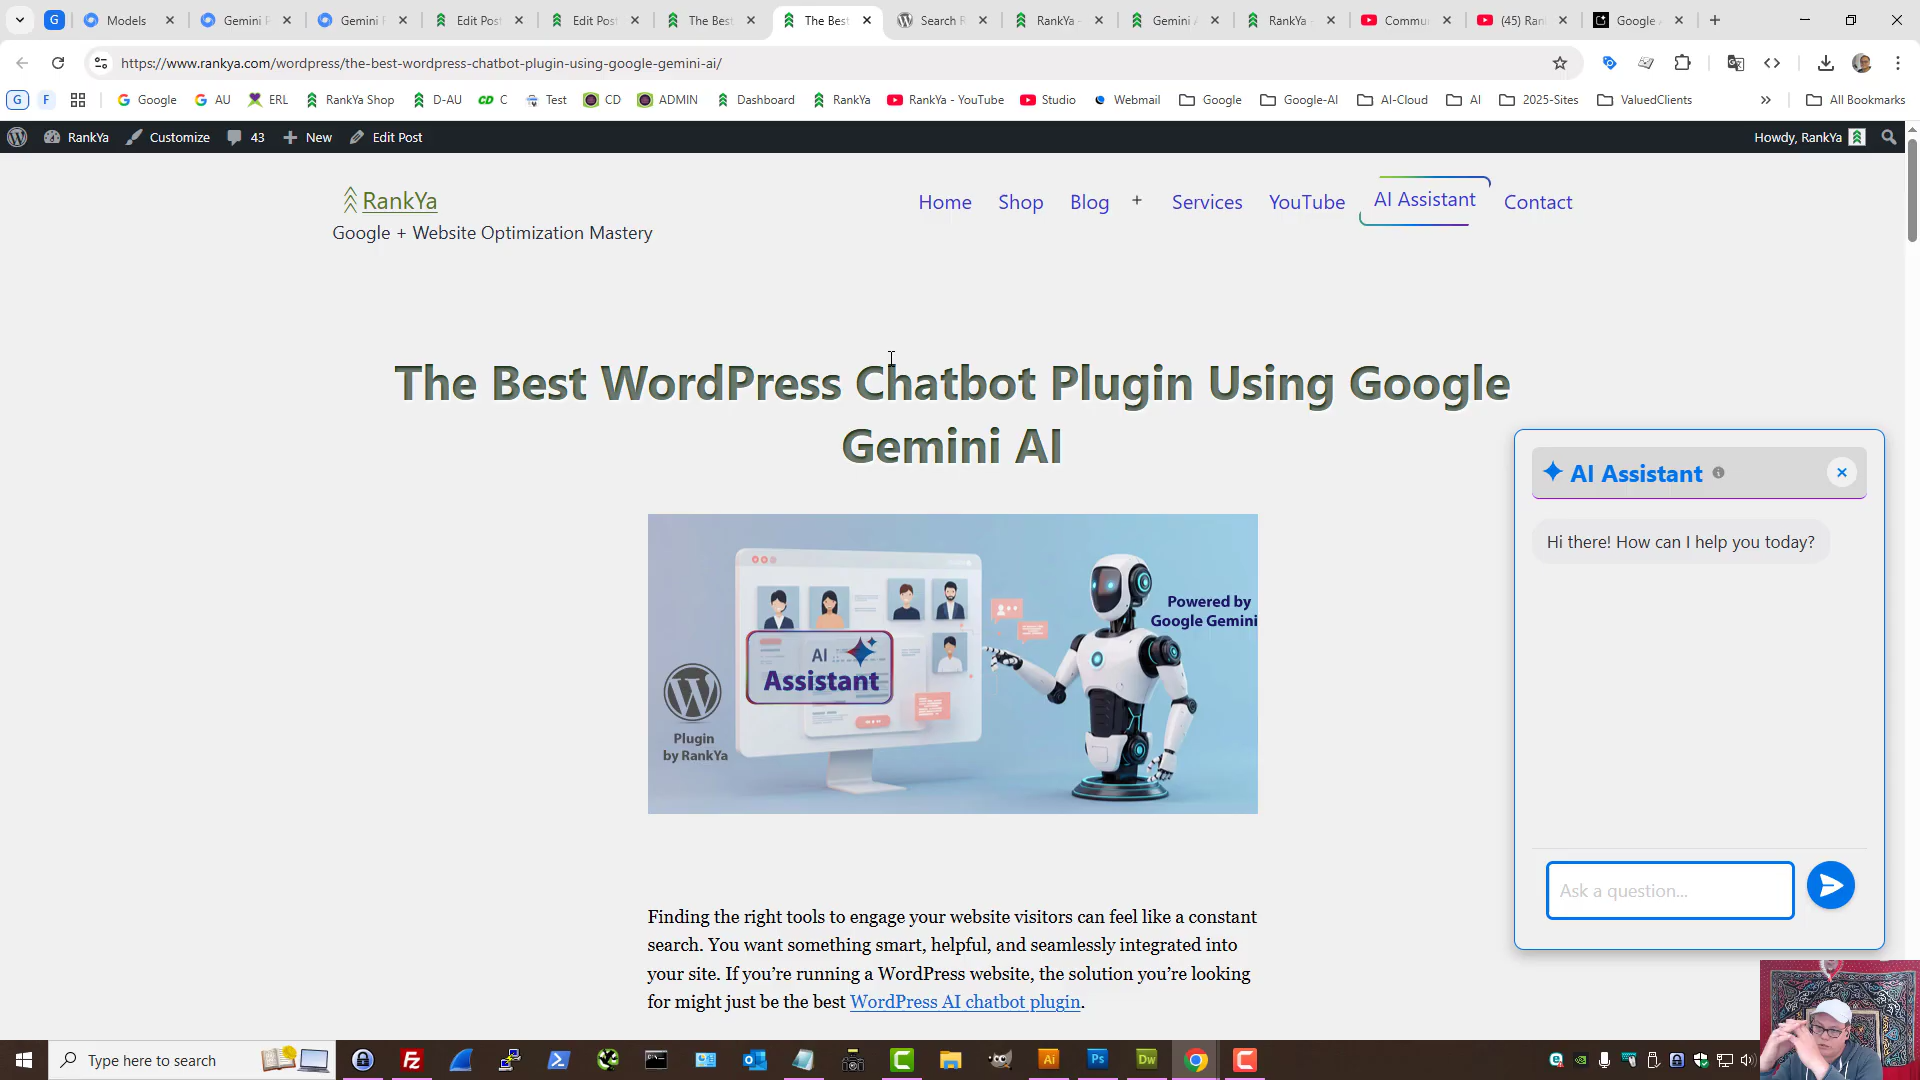 Models
Gemini
Gemini
Edit Post
Edit Post
The Best
The Best
Search R
RankYa -
Gemini
RankYa
Commu
(45) Ran
Google
https://www.rankya.com/wordpress/the-best-wordpress-chatbot-plugin-using-google-gemini-ai/
G
F
Google
AU
ERL
RankYa Shop
D-AU
CD C
Test
CD
ADMIN
Dashboard
RankYa
RankYa - YouTube
Studio
Webmail
Google
Google-AI
AI-Cloud
AI
2025-Sites
ValuedClients
»
All Bookmarks
RankYa
Customize
43
New
Edit Post
Howdy, RankYa
RankYa
Google + Website Optimization Mastery
Home
Shop
Blog
+
Services
YouTube
AI Assistant
Contact
The Best WordPress Chatbot Plugin Using Google
Gemini AI
AI
Assistant
Plugin
by RankYa
Powered by
Google Gemini
Finding the right tools to engage your website visitors can feel like a constant
search. You want something smart, helpful, and seamlessly integrated into
your site. If you’re running a WordPress website, the solution you’re looking
for might just be the best WordPress AI chatbot plugin.
AI Assistant
Hi there! How can I help you today?
Ask a question...
Type here to search
Ai
Ps
Dw